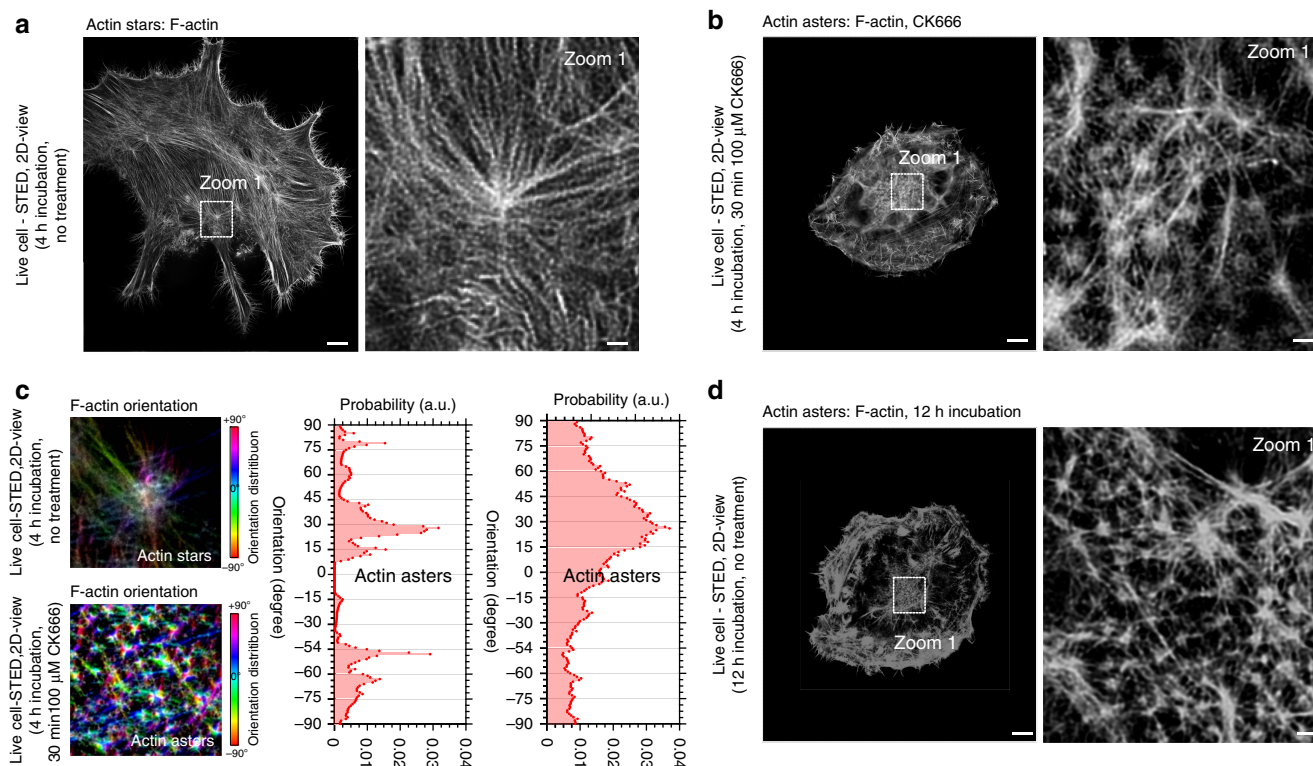 a
Actin stars: F-actin
Live cell - STED, 2D-view
(4 h incubation,
no treatment)
Zoom 1
Zoom 1
b
Actin asters: F-actin, CK666
Live cell - STED, 2D-view
(4 h incubation, 30 min 100 µM CK666)
Zoom 1
Zoom 1
c
F-actin orientation
Live cell-STED,2D-view
(4 h incubation,
no treatment)
Actin stars
+90°
0°
−90°
Orientation distritibuon
F-actin orientation
Live cell-STED,2D-view
(4 h incubation,
30 min100 µM CK666)
Actin asters
+90°
0°
−90°
Orientation distritibuon
Probability (a.u.)
Orientation (degree)
90
75
60
45
30
15
0
−15
−30
−54
−60
−75
−90
Actin asters
0
Probability (a.u.)
Orientation (degree)
90
75
60
45
30
15
0
−15
−30
−54
−60
−75
−90
Actin asters
0
d
Actin asters: F-actin, 12 h incubation
Live cell - STED, 2D-view
(12 h incubation, no treatment)
Zoom 1
Zoom 1